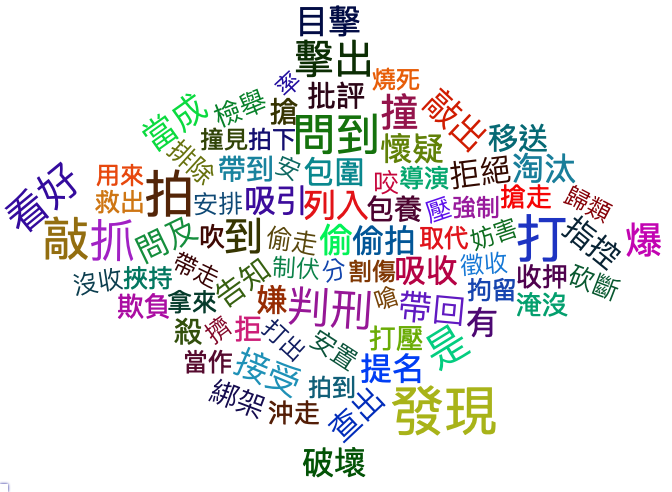 目擊
擊出
燒死
率
批評
搶
檢舉
當成
撞
敲出
問到
撞見
拍下
懷疑
移送
排除
帶到
安
包圍
咬
導演
拒絕
淘汰
用來
救出
拍
安排
吸引
列入
包養
壓
強制
搶走
歸類
看好
敲
抓
問及
吹
到
偷走
偷
偷拍
取代
妨害
打
指控
爆
沒收
挾持
帶走
告知
制伏
分
割傷
吸收
徵收
收押
砍斷
欺負
拿來
嫌
判刑
嗆
帶回
拘留
有
淹沒
殺
擠
拒
打出
安置
打壓
是
當作
接受
拍到
提名
綁架
沖走
查出
發現
破壞